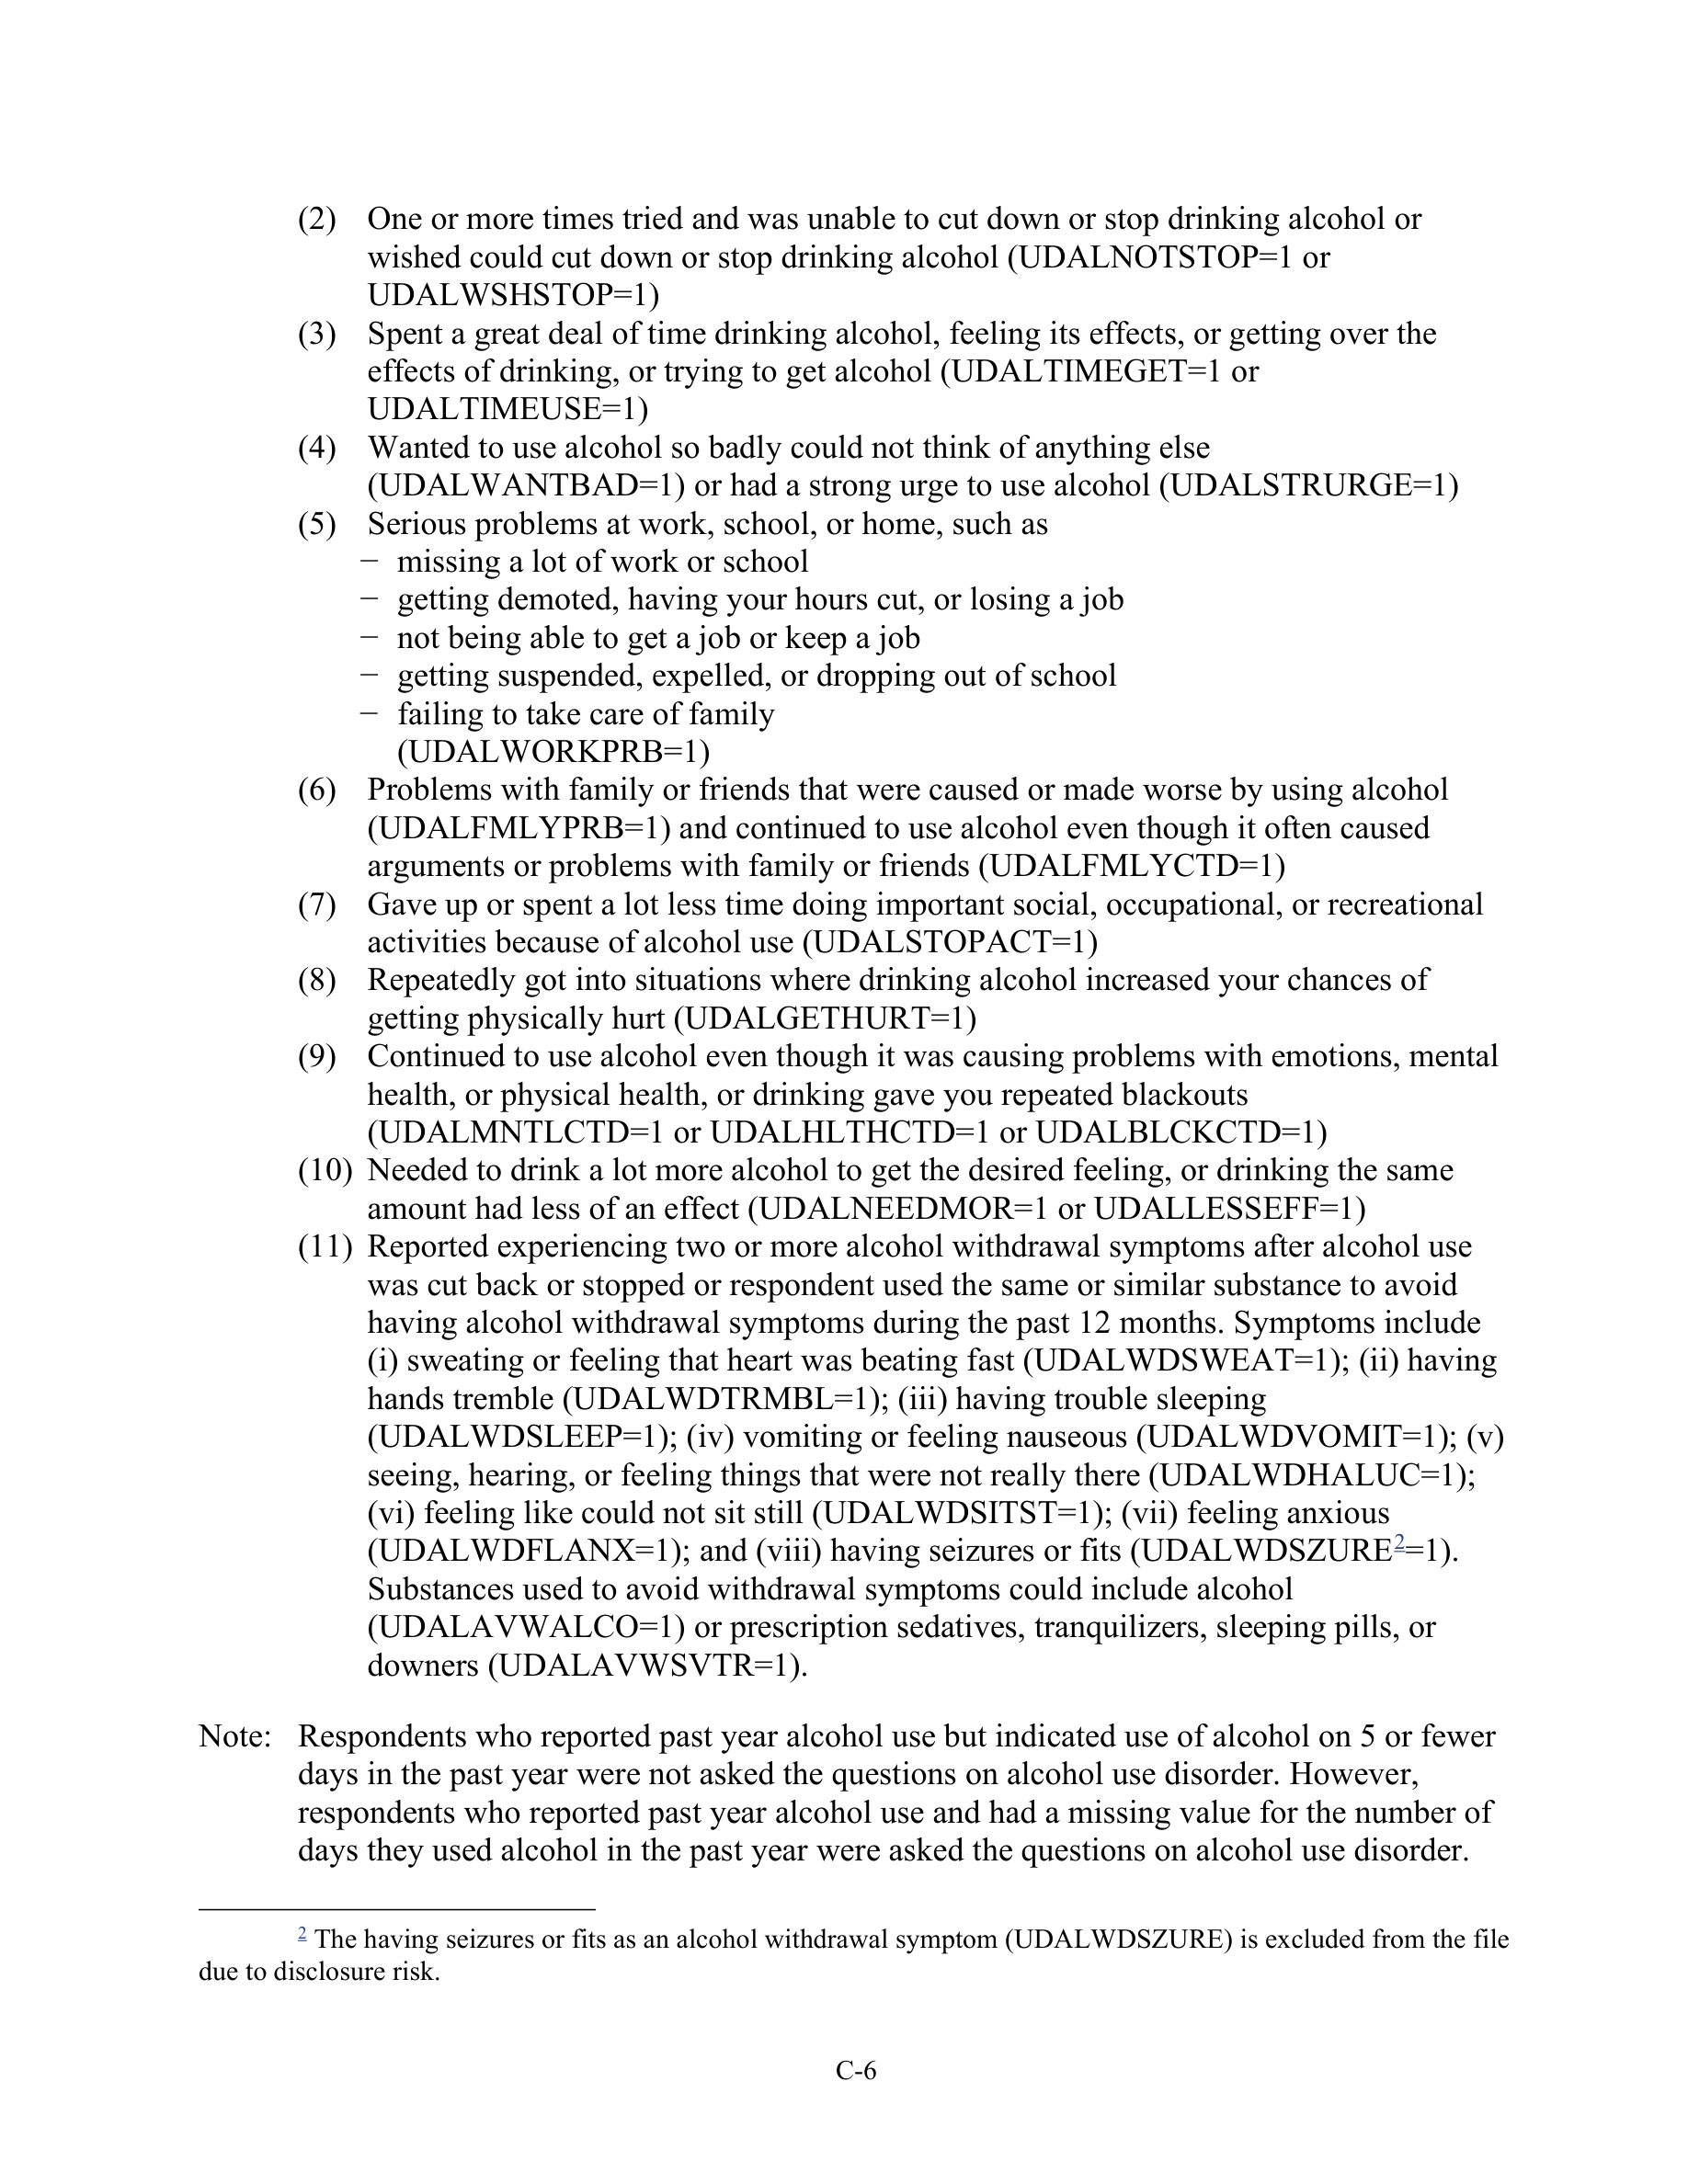 (2) One or more times tried and was unable to cut down or stop drinking alcohol or
wished could cut down or stop drinking alcohol (UDALNOTSTOP=1 or
UDALWSHSTOP=1)
(3) Spent a great deal of time drinking alcohol, feeling its effects, or getting over the
effects of drinking, or trying to get alcohol (UDALTIMEGET=1 or
UDALTIMEUSE=1)
(4) Wanted to use alcohol so badly could not think of anything else
(UDALWANTBAD=1) or had a strong urge to use alcohol (UDALSTRURGE=1)
(5) Serious problems at work, school, or home, such as
− missing a lot of work or school
− getting demoted, having your hours cut, or losing a job
− not being able to get a job or keep a job
− getting suspended, expelled, or dropping out of school
− failing to take care of family
(UDALWORKPRB=1)
(6) Problems with family or friends that were caused or made worse by using alcohol
(UDALFMLYPRB=1) and continued to use alcohol even though it often caused
arguments or problems with family or friends (UDALFMLYCTD=1)
(7) Gave up or spent a lot less time doing important social, occupational, or recreational
activities because of alcohol use (UDALSTOPACT=1)
(8) Repeatedly got into situations where drinking alcohol increased your chances of
getting physically hurt (UDALGETHURT=1)
(9) Continued to use alcohol even though it was causing problems with emotions, mental
health, or physical health, or drinking gave you repeated blackouts
(UDALMNTLCTD=1 or UDALHLTHCTD=1 or UDALBLCKCTD=1)
(10) Needed to drink a lot more alcohol to get the desired feeling, or drinking the same
amount had less of an effect (UDALNEEDMOR=1 or UDALLESSEFF=1)
(11) Reported experiencing two or more alcohol withdrawal symptoms after alcohol use
was cut back or stopped or respondent used the same or similar substance to avoid
having alcohol withdrawal symptoms during the past 12 months. Symptoms include
(i) sweating or feeling that heart was beating fast (UDALWDSWEAT=1); (ii) having
hands tremble (UDALWDTRMBL=1); (iii) having trouble sleeping
(UDALWDSLEEP=1); (iv) vomiting or feeling nauseous (UDALWDVOMIT=1); (v)
seeing, hearing, or feeling things that were not really there (UDALWDHALUC=1);
(vi) feeling like could not sit still (UDALWDSITST=1); (vii) feeling anxious
(UDALWDFLANX=1); and (viii) having seizures or fits (UDALWDSZURE2=1).
Substances used to avoid withdrawal symptoms could include alcohol
(UDALAVWALCO=1) or prescription sedatives, tranquilizers, sleeping pills, or
downers (UDALAVWSVTR=1).
Note: Respondents who reported past year alcohol use but indicated use of alcohol on 5 or fewer
days in the past year were not asked the questions on alcohol use disorder. However,
respondents who reported past year alcohol use and had a missing value for the number of
days they used alcohol in the past year were asked the questions on alcohol use disorder.
2 The having seizures or fits as an alcohol withdrawal symptom (UDALWDSZURE) is excluded from the file
due to disclosure risk.
C-6